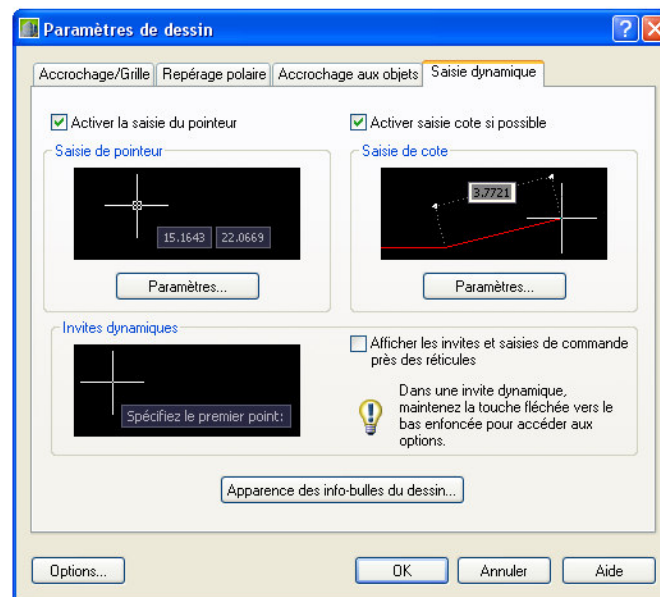 Paramètres de dessin
Accrochage/Grille Repérage polaire Accrochage aux objets Saisie dynamique
Activer la saisie du pointeur
Activer saisie cote si possible
Saisie de pointeur
15.1643 22.0669
Paramètres...
Saisie de cote
3.7721
Paramètres...
Invites dynamiques
Spécifiez le premier point:
Afficher les invites et saisies de commande
près des réticules
Dans une invite dynamique,
maintenez la touche fléchée vers le
bas enfoncée pour accéder aux
options.
Apparence des info-bulles du dessin...
Options...
OK
Annuler
Aide